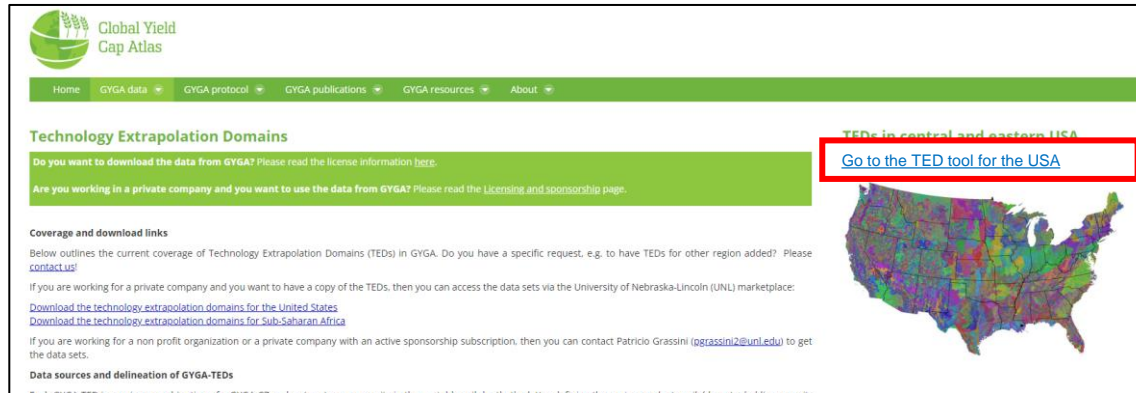 Global Yield
Gap Atlas
Home GYGA data GYGA protocol GYGA publications GYGA resources About
Technology Extrapolation Domains
Do you want to download the data from GYGA? Please read the license information here.
Are you working in a private company and you want to use the data from GYGA? Please read the Licensing and sponsorship page.
Coverage and download links
Below outlines the current coverage of Technology Extrapolation Domains (TEDs) in GYGA. Do you have a specific request, e.g. to have TEDs for other region added? Please
contact us!
If you are working for a private company and you want to have a copy of the TEDs, then you can access the data sets via the University of Nebraska-Lincoln (UNL) marketplace:
Download the technology extrapolation domains for the United States
Download the technology extrapolation domains for Sub-Saharan Africa
If you are working for a non profit organization or a private company with an active sponsorship subscription, then you can contact Patricio Grassini (pgrassini2@unl.edu) to get
the data sets.
Data sources and delineation of GYGA-TEDs
TEDs in central and eastern USA
Go to the TED tool for the USA